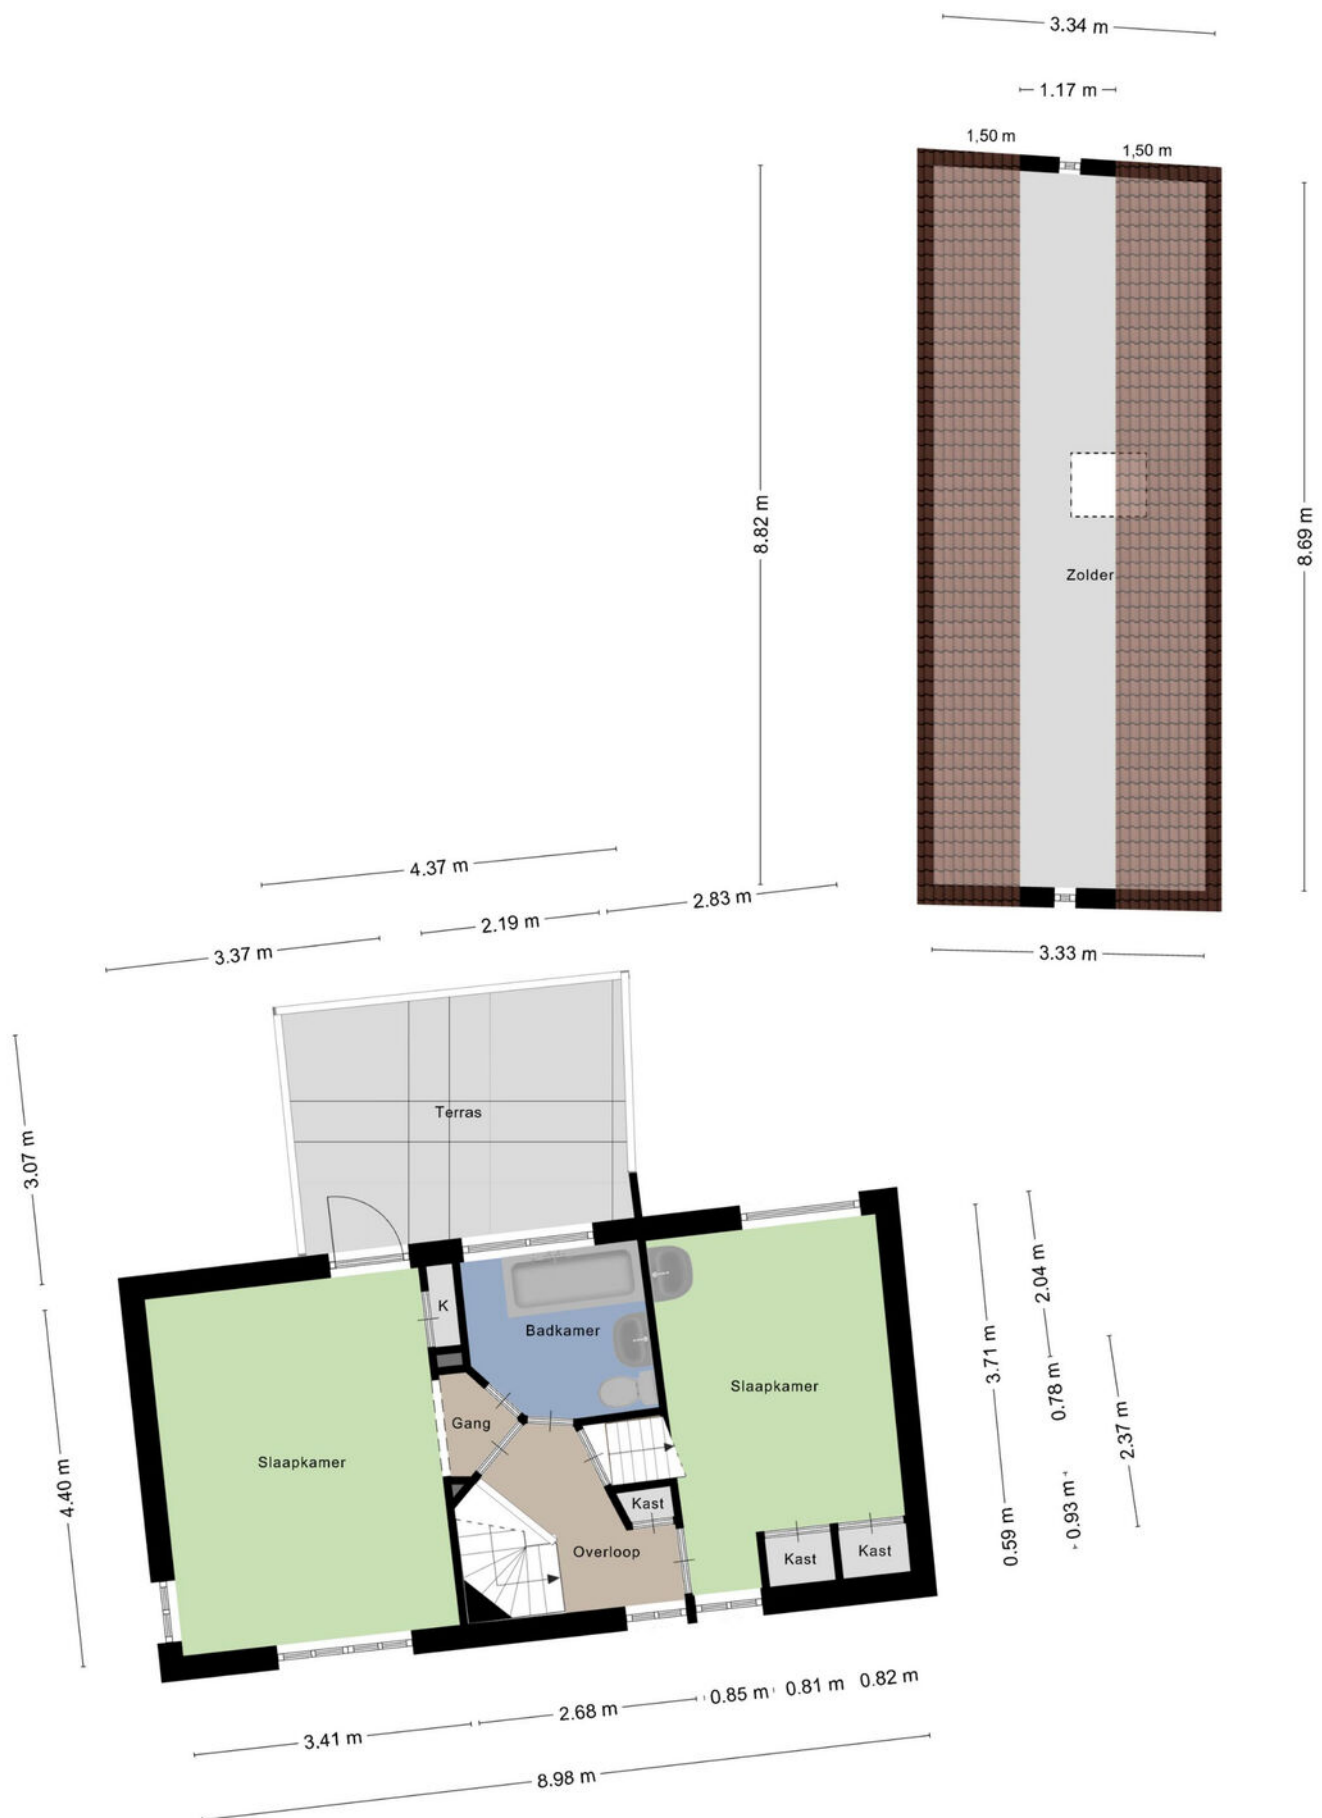 3.34 m
1.17 m
1,50 m
1,50 m
8.82 m
8.69 m
Zolder
4.37 m
2.83 m
2.19 m
3.37 m
3.33 m
Terras
3.07 m
2.04 m
K
Badkamer
3.71 m
Slaapkamer
0.78 m
Gang
2.37 m
Slaapkamer
4.40 m
Kast
0.93 m
0.59 m
Overloop
Kast
Kast
0.82 m
0.81 m
0.85 m
2.68 m
3.41 m
8.98 m